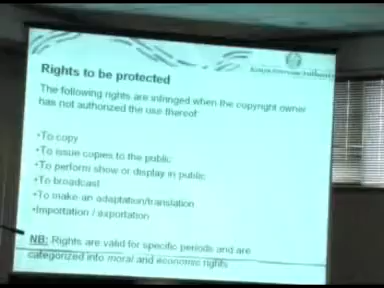 Kenya Revenue Authority
Rights to be protected
The following rights are infringed when the copyright owner
has not authorized the use thereof
•To copy
•To issue copies to the public
•To perform show or display in public
•To broadcast
•To make an adaptation/translation
•Importation / exportation
NB: Rights are valid for specific periods and are
categorized into moral and economic rights